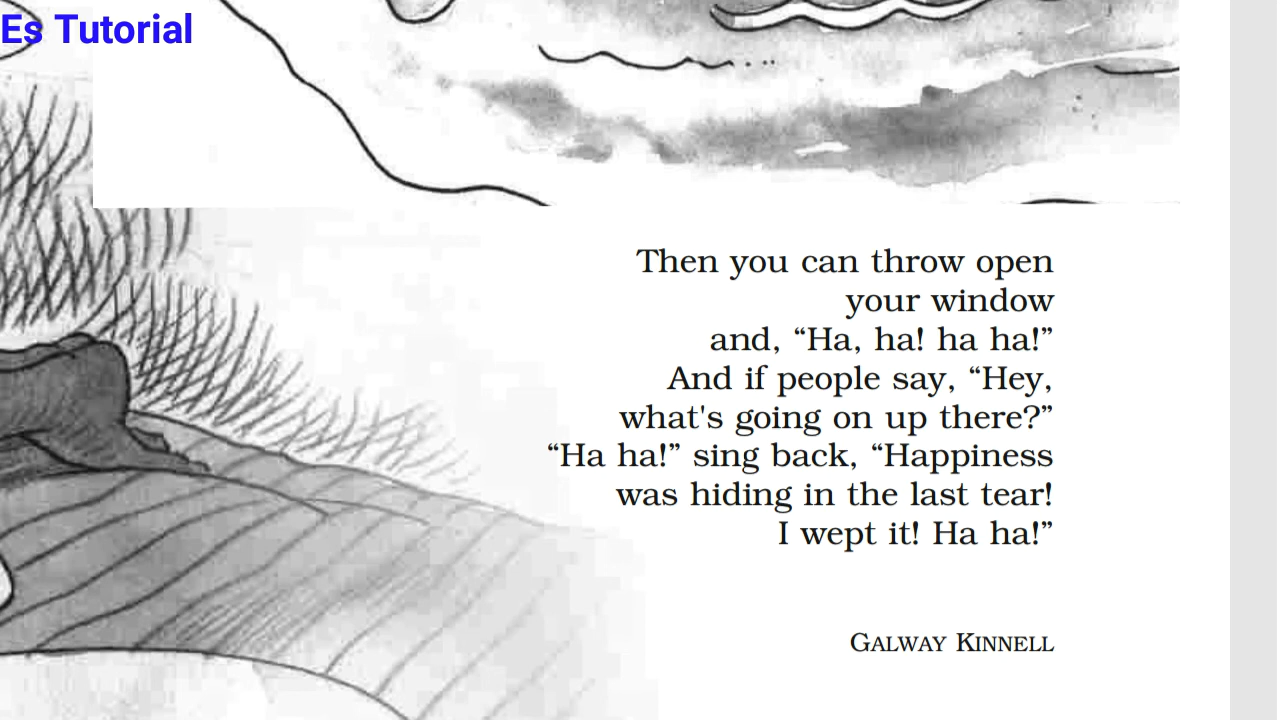 Es Tutorial
Then you can throw open
your window
and, “Ha, ha! ha ha!”
And if people say, “Hey,
what's going on up there?”
“Ha ha!” sing back, “Happiness
was hiding in the last tear!
I wept it! Ha ha!”
GALWAY KINNELL